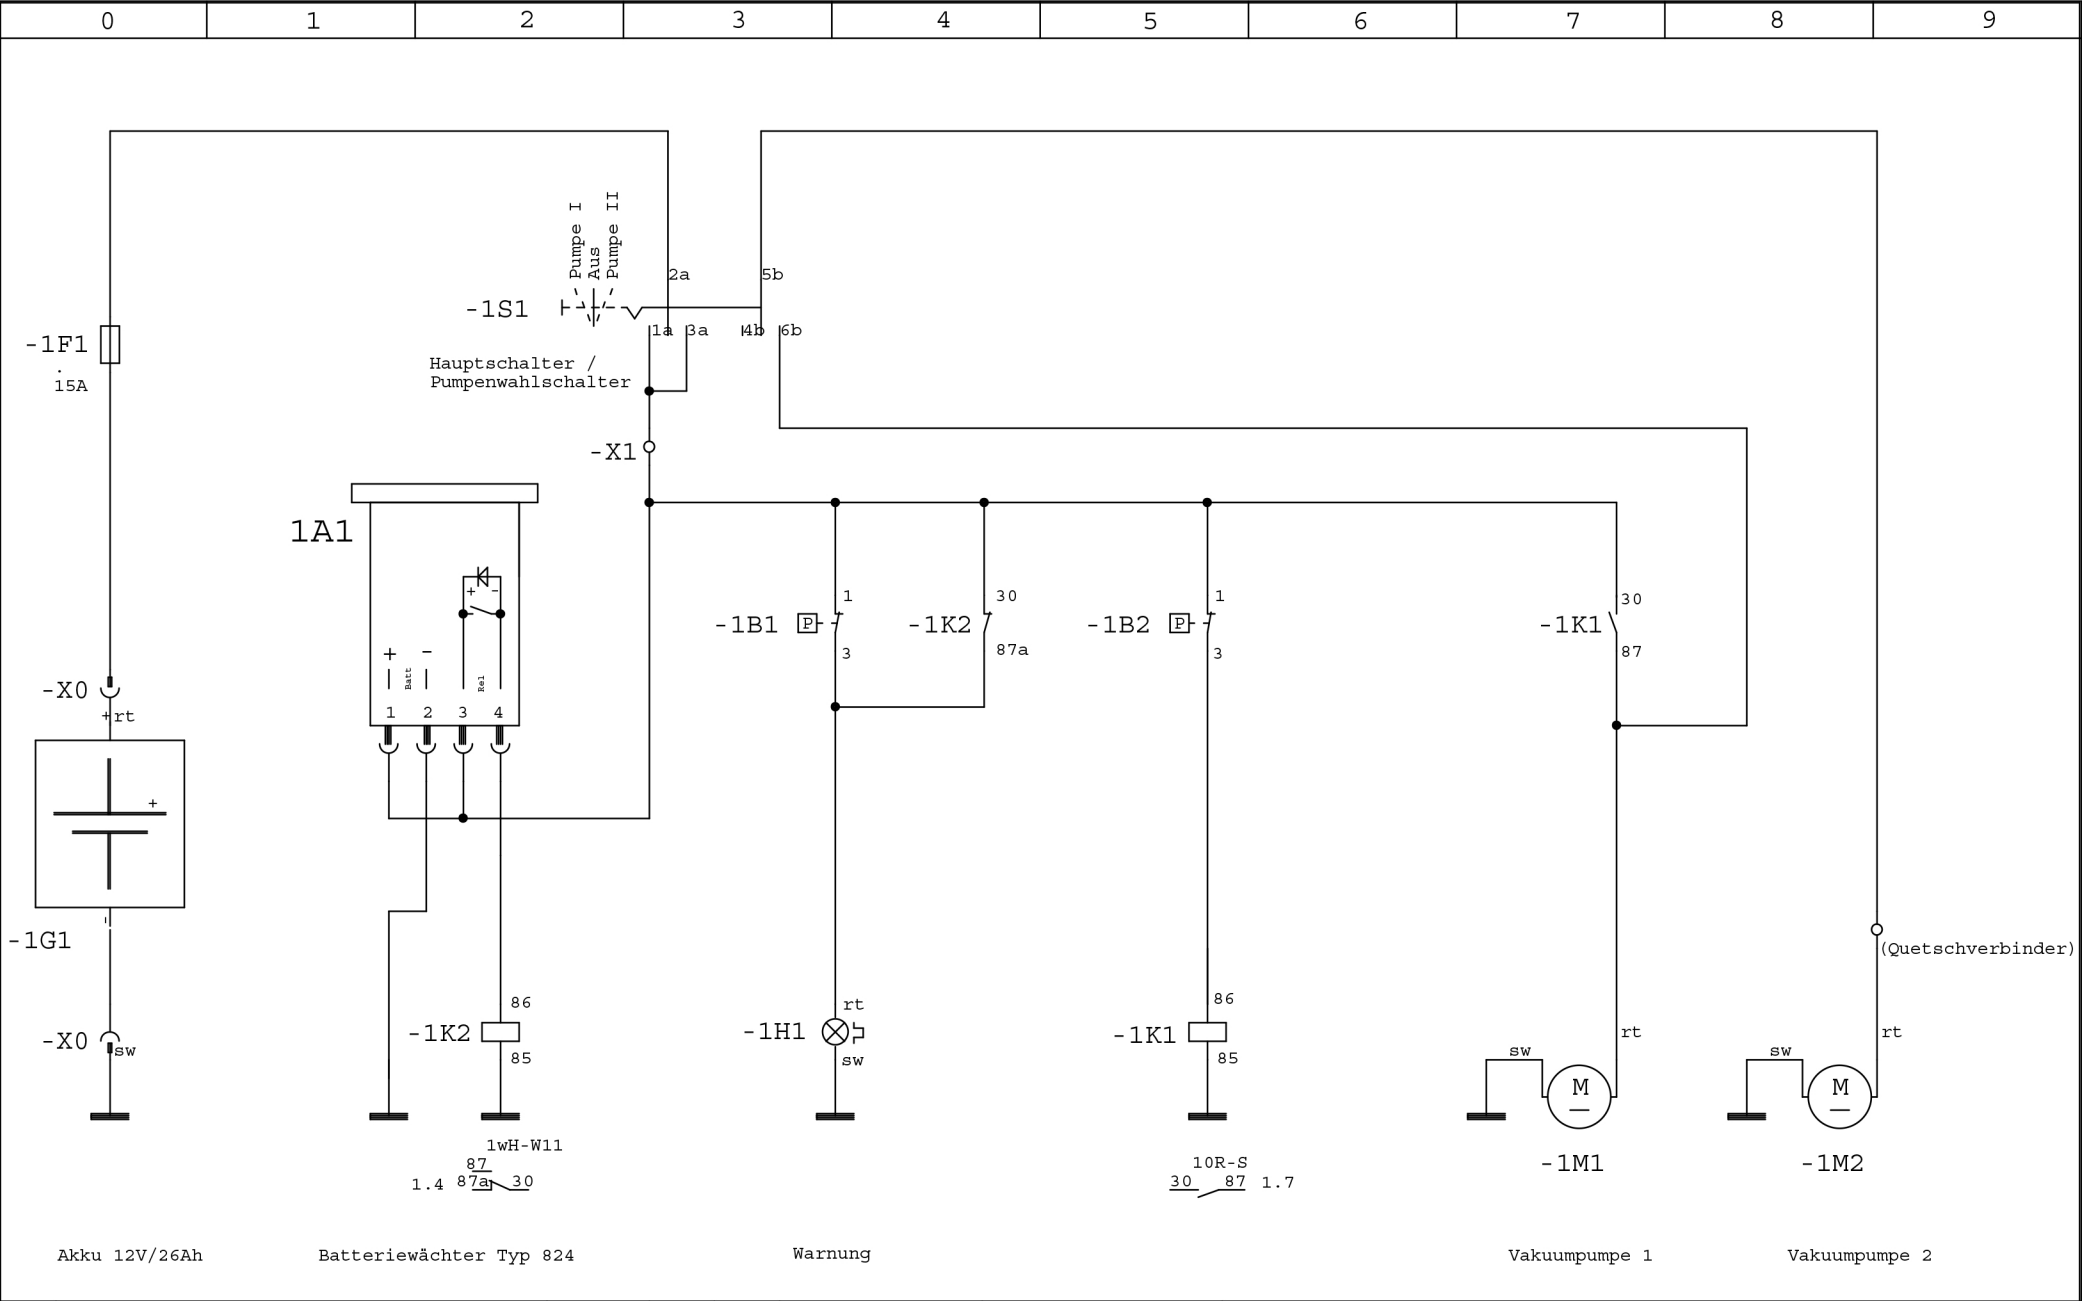 0 1 2 3 4 5 6 7 8 9
Pumpe I
Aus
Pumpe II
2a
5b
-1S1
1a
3a
4b
6b
Hauptschalter /
Pumpenwahlschalter
-1F1
.
15A
-X1
1A1
+ -
+ -
Batt
Rel
1 2 3 4
-X0
+ rt
+
-
-1G1
-X0
sw
1
-1B1
P
3
30
-1K2
87a
1
-1B2
P
3
30
-1K1
87
86
-1K2
85
rt
-1H1
sw
86
-1K1
85
rt
sw
M
-1M1
(Quetschverbinder)
rt
sw
M
-1M2
1wH-W11
87
1.4 87a 30
10R-S
30 87 1.7
Akku 12V/26Ah
Batteriewächter Typ 824
Warnung
Vakuumpumpe 1
Vakuumpumpe 2